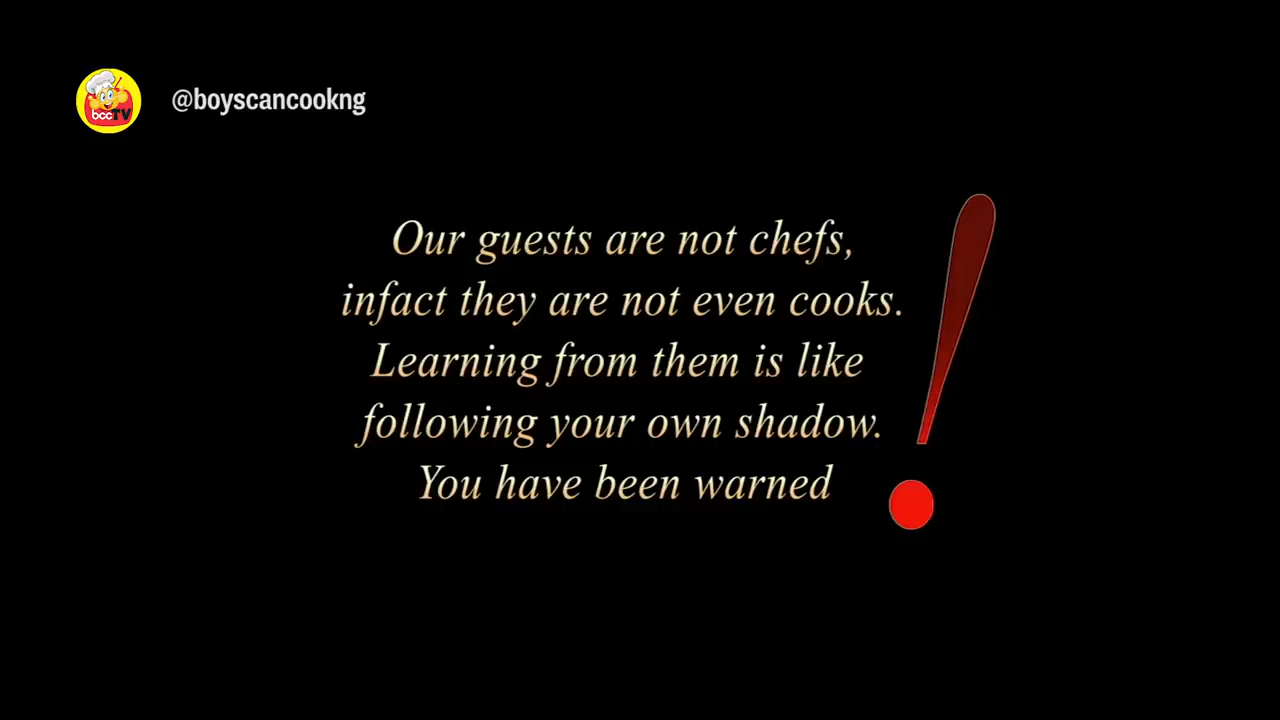 bccTV
@boyscancookng
Our guests are not chefs,
infact they are not even cooks.
Learning from them is like
following your own shadow.
You have been warned !